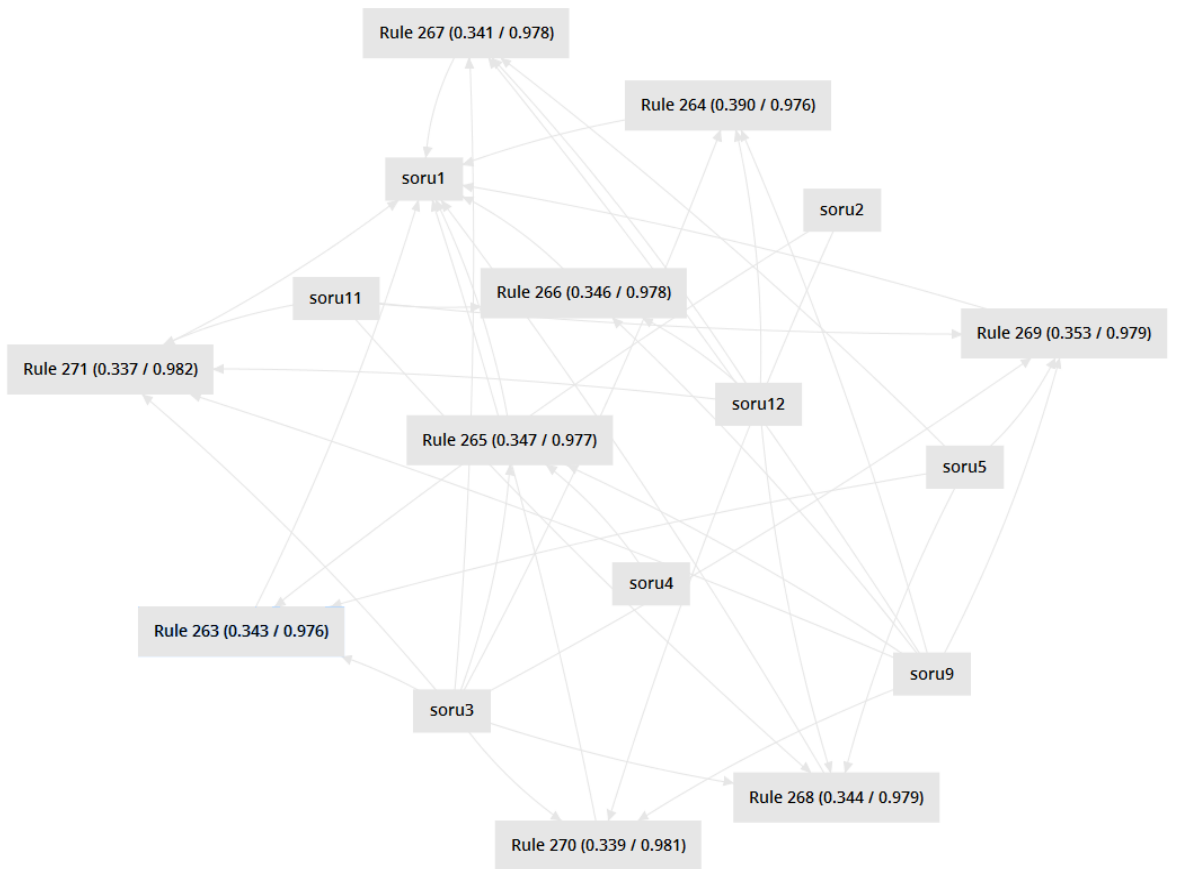 Rule 267 (0.341 / 0.978)
Rule 264 (0.390 / 0.976)
soru1
soru2
Rule 266 (0.346 / 0.978)
soru11
Rule 269 (0.353 / 0.979)
Rule 271 (0.337 / 0.982)
soru12
Rule 265 (0.347 / 0.977)
soru5
soru4
Rule 263 (0.343 / 0.976)
soru9
soru3
Rule 268 (0.344 / 0.979)
Rule 270 (0.339 / 0.981)